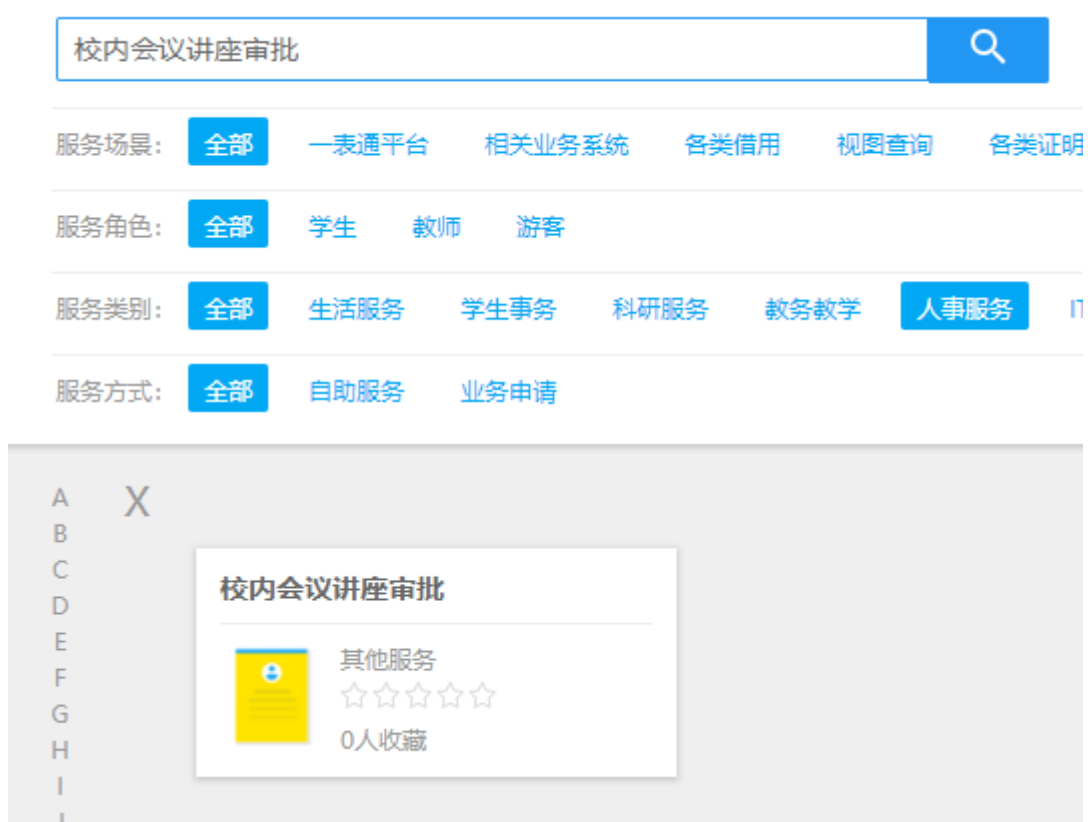 校内会议讲座审批
服务场景: 全部 一表通平台 相关业务系统 各类借用 视图查询 各类证明
服务角色: 全部 学生 教师 游客
服务类别: 全部 生活服务 学生事务 科研服务 教务教学 人事服务
服务方式: 全部 自助服务 业务申请
A X
B
C
校内会议讲座审批
D
E
其他服务
F
G
0人收藏
H
I